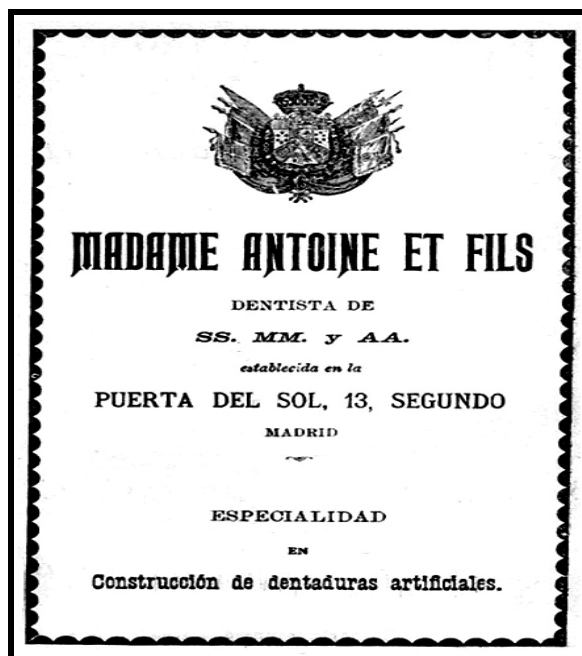 MADAME ANTOINE ET FILS
DENTISTA DE
SS. MM. y AA.
establecida en la
PUERTA DEL SOL, 13, SEGUNDO
MADRID
ESPECIALIDAD
EN
Construcción de dentaduras artificiales.